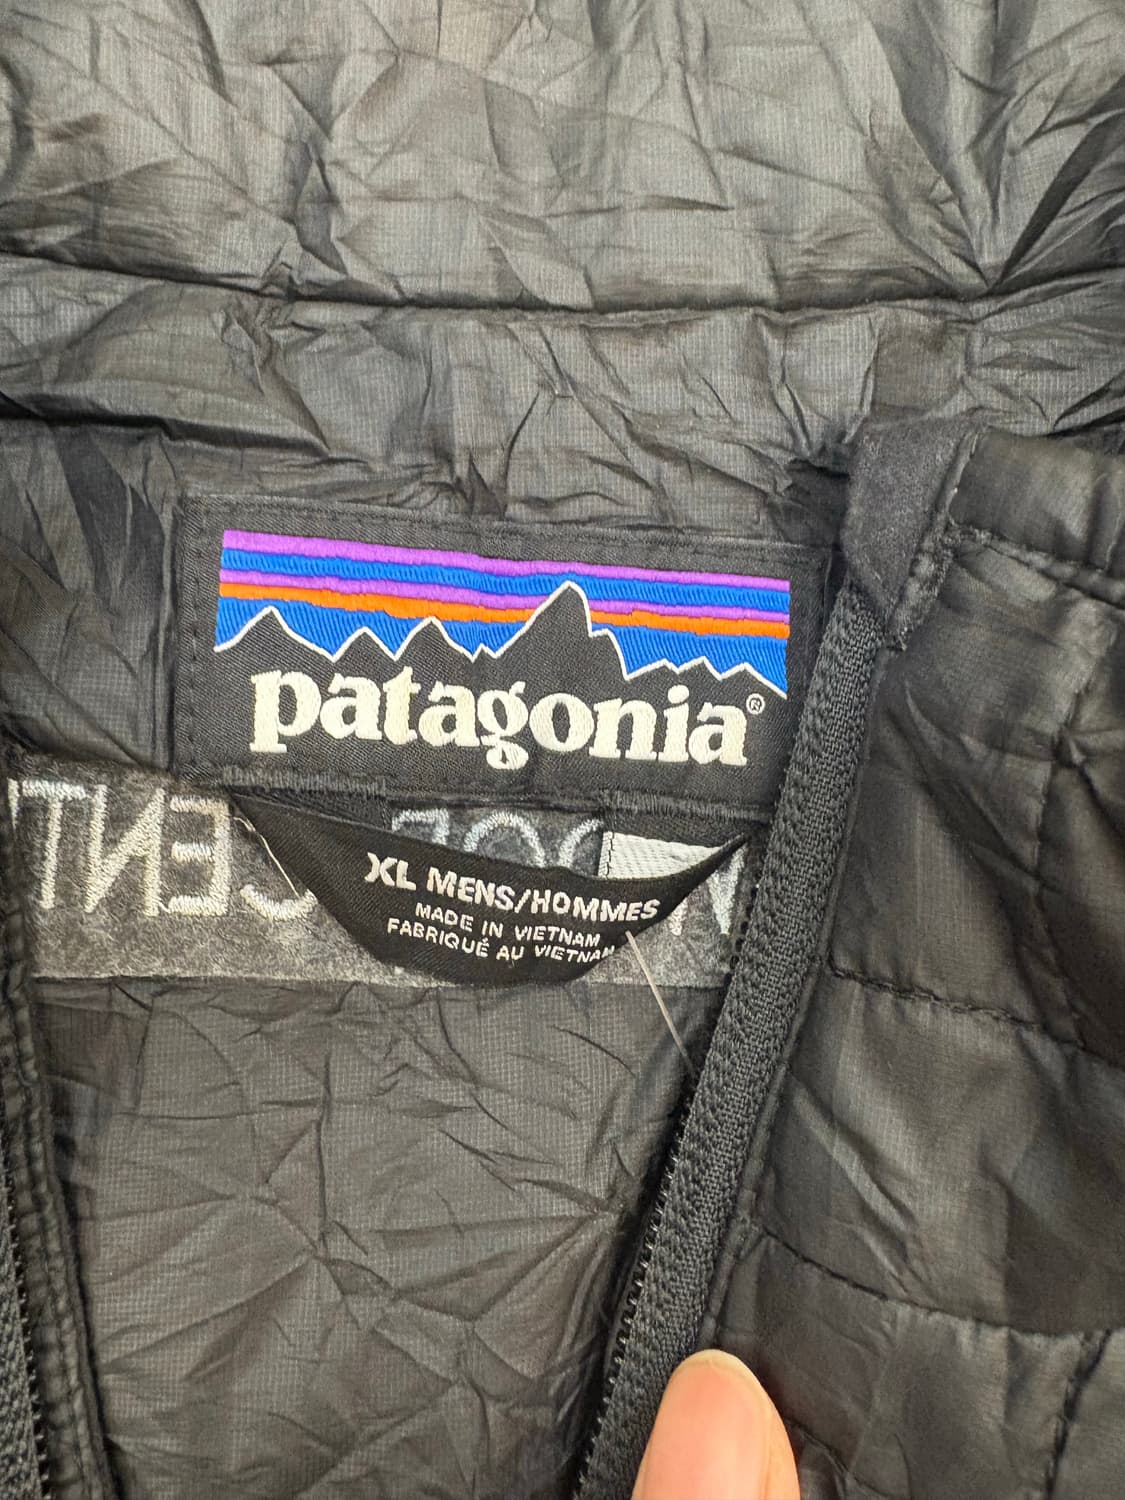 patagonia®
XL MENS/HOMMES
MADE IN VIETNAM
FABRIQUÉ AU VIETNAM